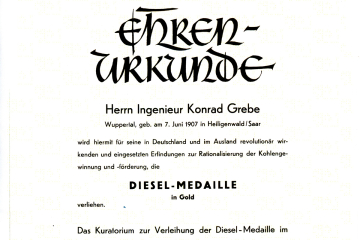 Ehren-
urkunde
Herrn Ingenieur Konrad Grebe
Wuppertal, geb. am 7. Juni 1907 in Heiligenwald/Saar
wird hiermit für seine in Deutschland und im Ausland revolutionär wir-
kenden und eingesetzten Erfindungen zur Rationalisierung der Kohlenge-
winnung und -förderung, die
DIESEL-MEDAILLE
in Gold
verliehen.
Das Kuratorium zur Verleihung der Diesel-Medaille im